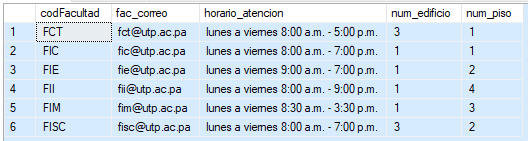 codFacultad fac_correo horario_atencion num_edificio num_piso
1 FCT fct@utp.ac.pa lunes a viernes 8:00 a.m. - 5:00 p.m. 3 1
2 FIC fic@utp.ac.pa lunes a viernes 8:00 a.m. - 7:00 p.m. 1 1
3 FIE fie@utp.ac.pa lunes a viernes 9:00 a.m. - 7:00 p.m. 1 2
4 FII fii@utp.ac.pa lunes a viernes 8:00 a.m. - 9:00 p.m. 1 4
5 FIM fim@utp.ac.pa lunes a viernes 8:30 a.m. - 3:30 p.m. 1 3
6 FISC fisc@utp.ac.pa lunes a viernes 9:00 a.m. - 7:00 p.m. 3 2